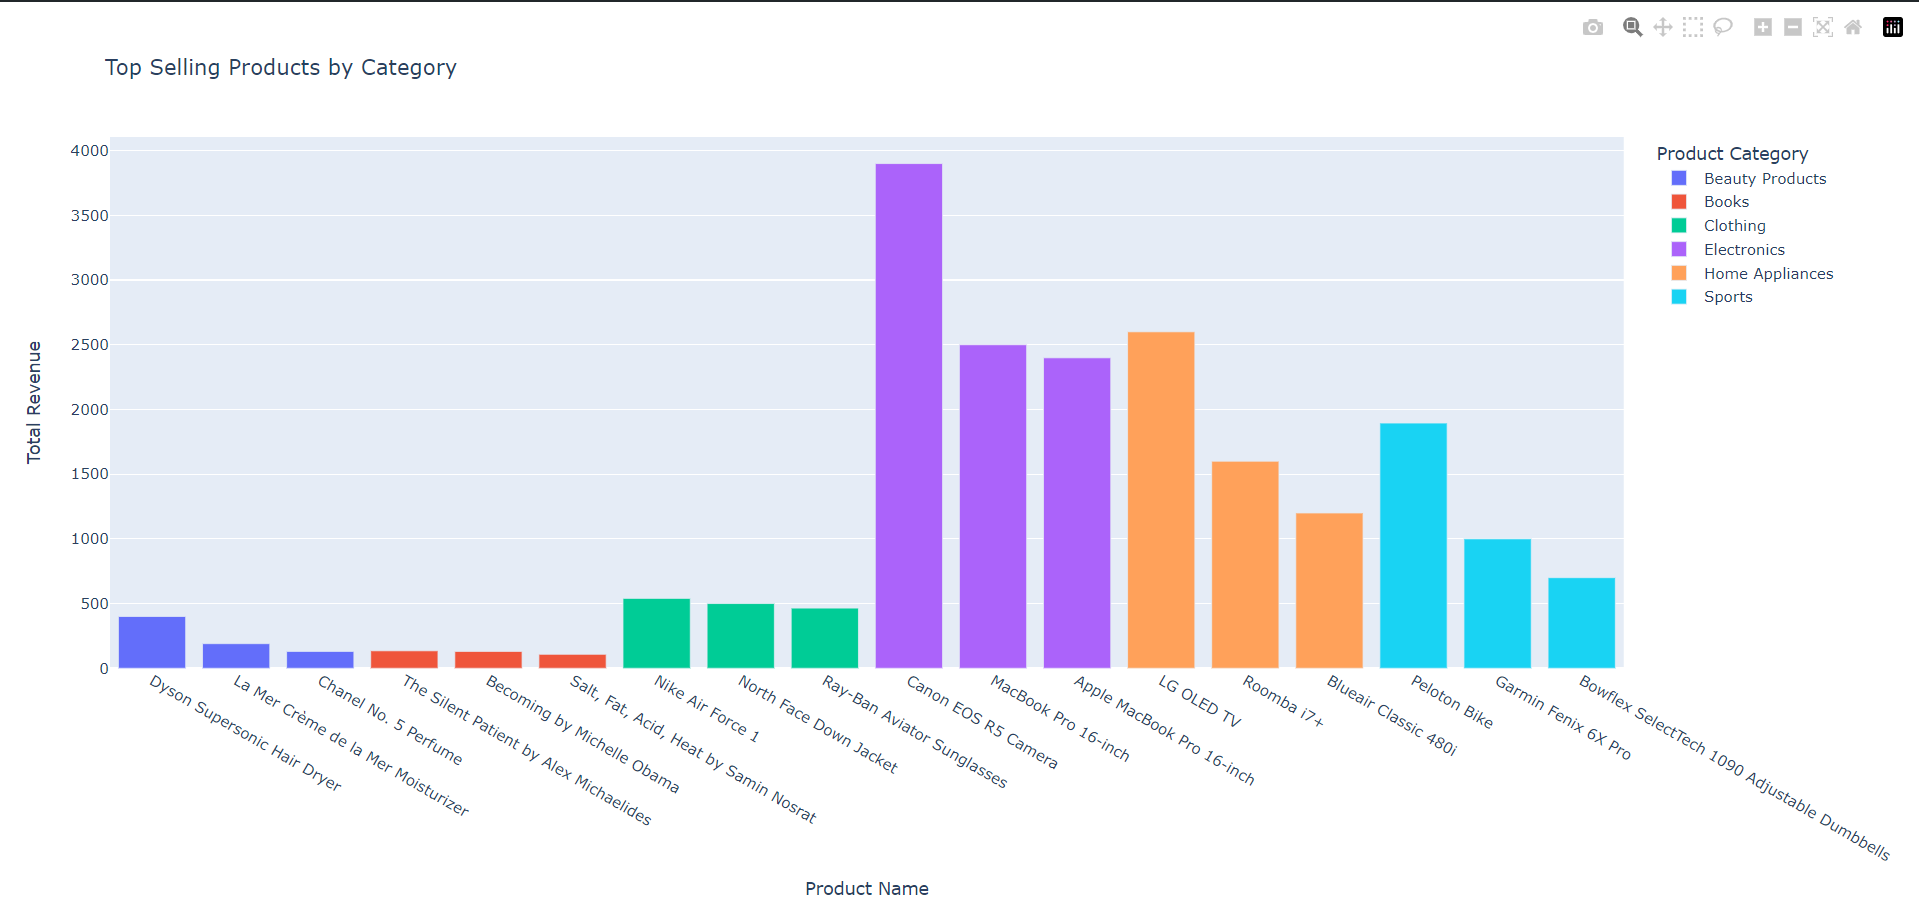 Top Selling Products by Category
Product Category
Beauty Products
Books
Clothing
Electronics
Home Appliances
Sports
Total Revenue
4000
3500
3000
2500
2000
1500
1000
500
0
Dyson Supersonic Hair Dryer
La Mer Crème de la Mer Moisturizer
Chanel No. 5 Perfume
The Silent Patient by Alex Michaelides
Becoming by Michelle Obama
Salt, Fat, Acid, Heat by Samin Nosrat
Nike Air Force 1
North Face Down Jacket
Ray-Ban Aviator Sunglasses
Canon EOS R5 Camera
MacBook Pro 16-inch
Apple MacBook Pro 16-inch
LG OLED TV
Roomba i7+
Blueair Classic 480i
Peloton Bike
Garmin Fenix 6X Pro
Bowflex SelectTech 1090 Adjustable Dumbbells
Product Name